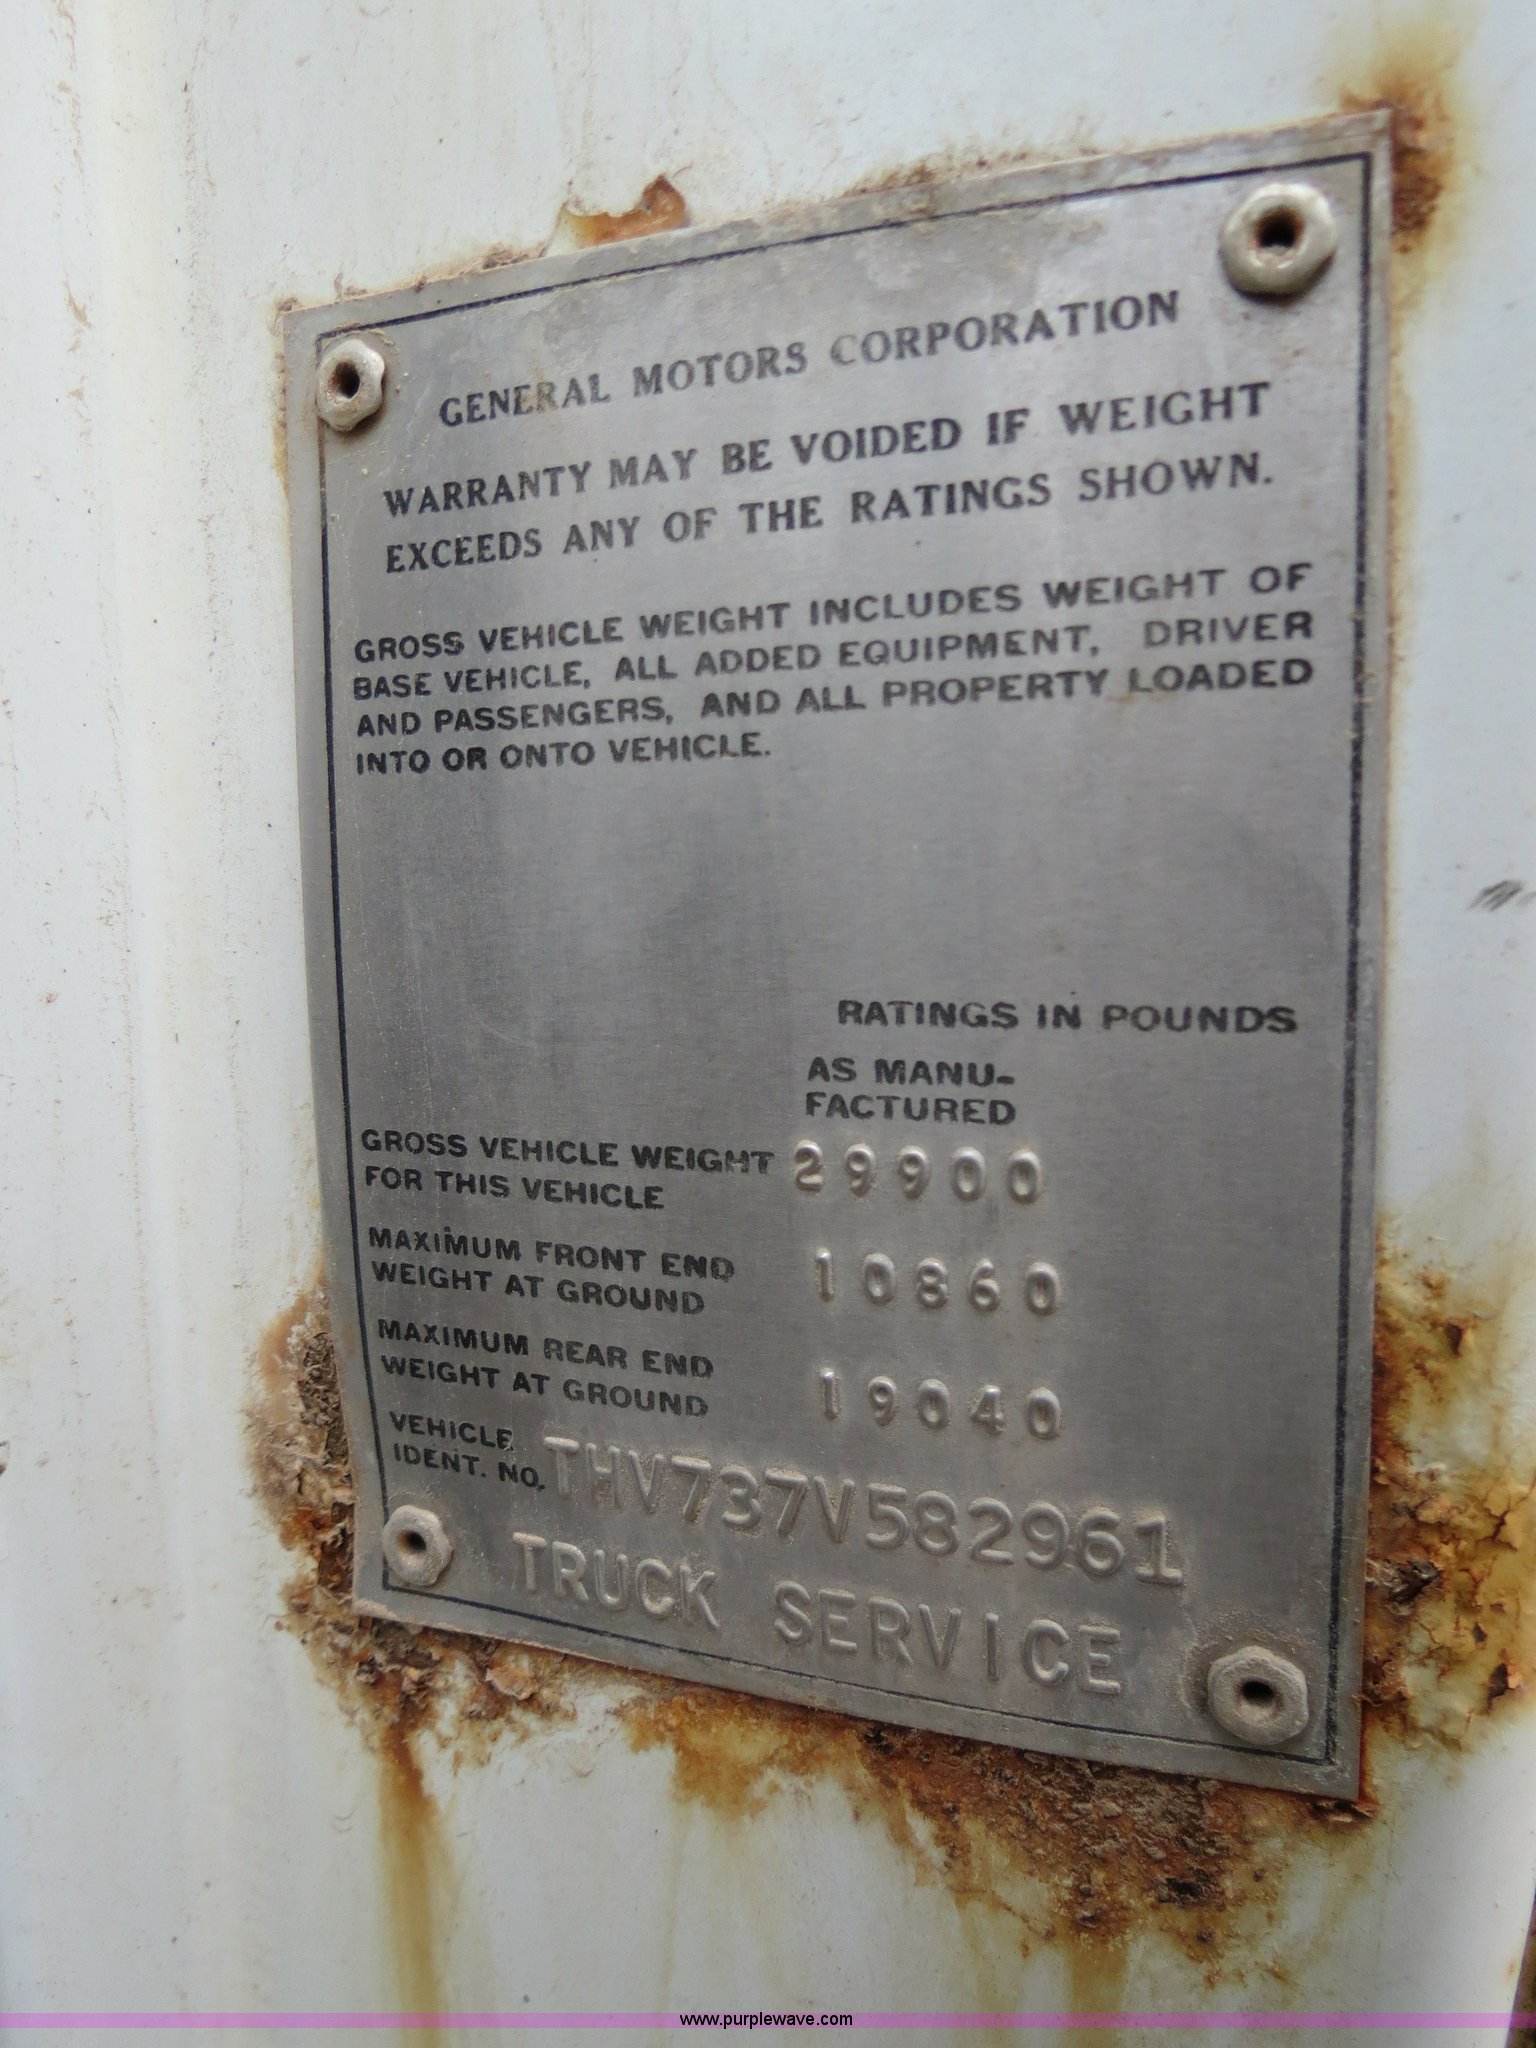 GENERAL MOTORS CORPORATION
WARRANTY MAY BE VOIDED IF WEIGHT
EXCEEDS ANY OF THE RATINGS SHOWN.
GROSS VEHICLE WEIGHT INCLUDES WEIGHT OF
BASE VEHICLE, ALL ADDED EQUIPMENT, DRIVER
AND PASSENGERS, AND ALL PROPERTY LOADED
INTO OR ONTO VEHICLE.
RATINGS IN POUNDS
AS MANU-
FACTURED
GROSS VEHICLE WEIGHT 29900
FOR THIS VEHICLE
MAXIMUM FRONT END 10860
WEIGHT AT GROUND
MAXIMUM REAR END 19040
WEIGHT AT GROUND
VEHICLE
IDENT. NO. THV737V582961
TRUCK SERVICE
www.purplewave.com